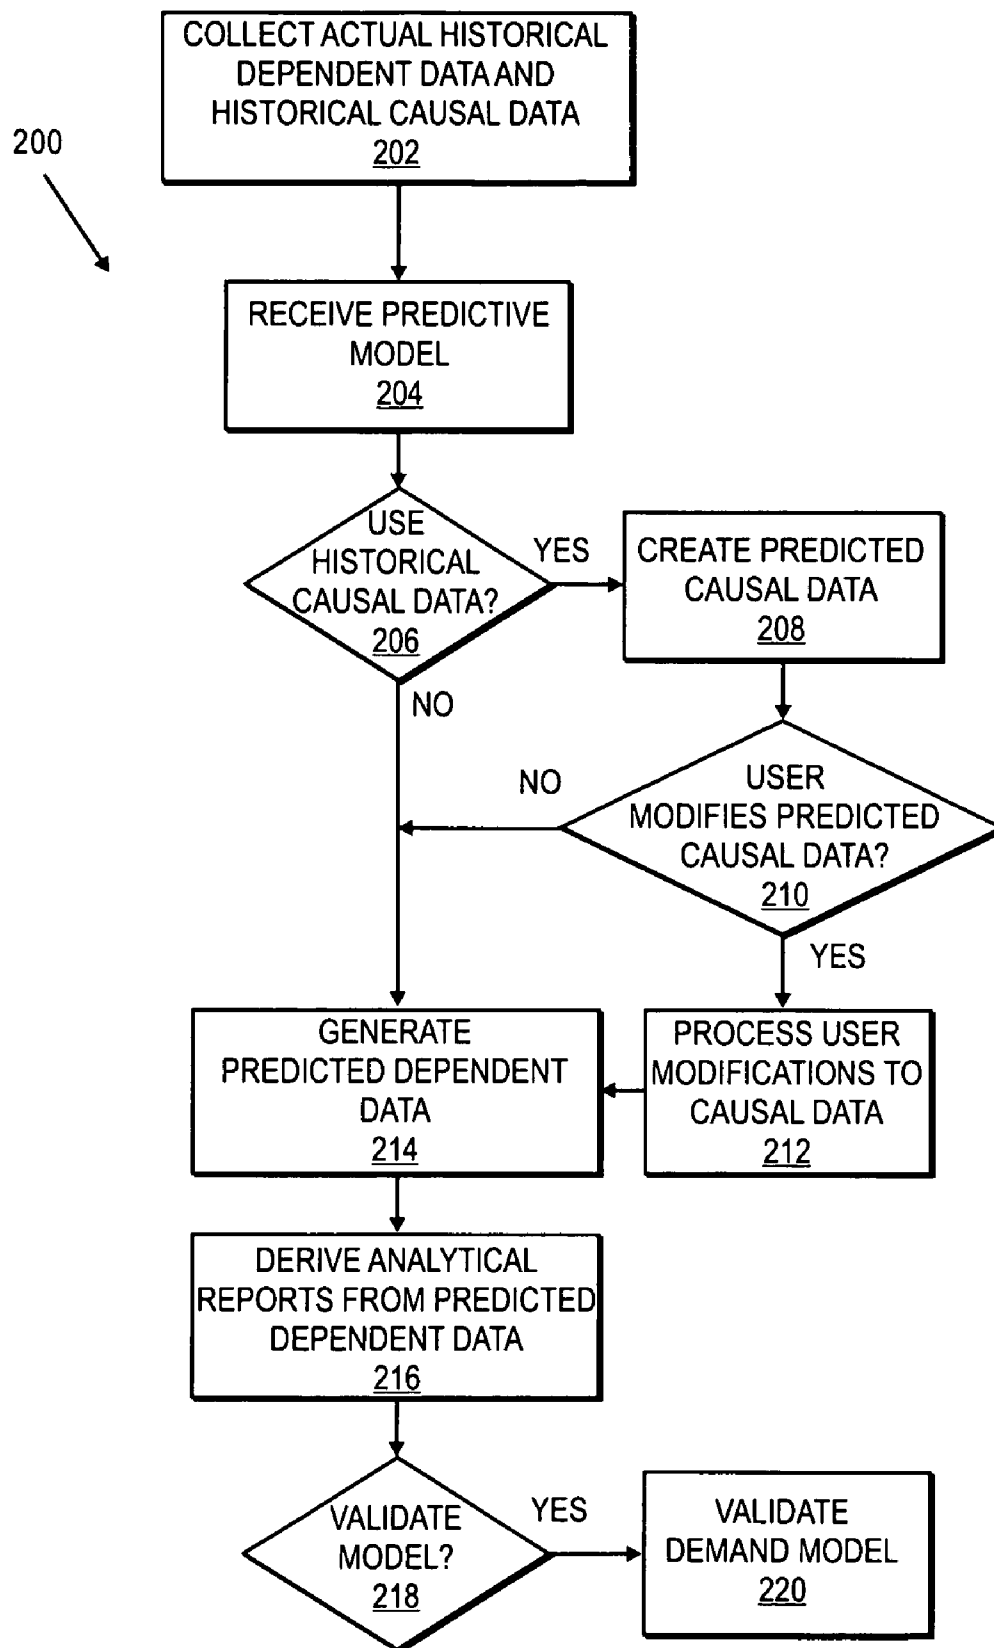 COLLECT ACTUAL HISTORICAL
DEPENDENT DATA AND
HISTORICAL CAUSAL DATA
202
200
RECEIVE PREDICTIVE
MODEL
204
USE
HISTORICAL
CAUSAL DATA?
206
YES
CREATE PREDICTED
CAUSAL DATA
208
NO
USER
MODIFIES PREDICTED
CAUSAL DATA?
210
NO
YES
PROCESS USER
MODIFICATIONS TO
CAUSAL DATA
212
GENERATE
PREDICTED DEPENDENT
DATA
214
DERIVE ANALYTICAL
REPORTS FROM PREDICTED
DEPENDENT DATA
216
VALIDATE
MODEL?
218
YES
VALIDATE
DEMAND MODEL
220